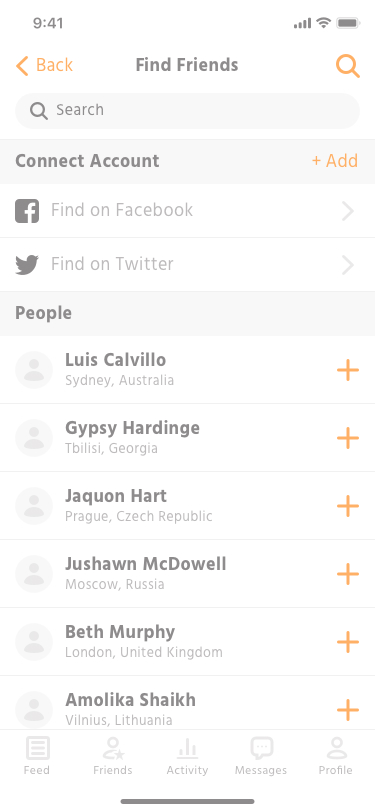 9:41
Back
Find Friends
Search
Connect Account
+ Add
Find on Facebook
Find on Twitter
People
Luis Calvillo
Sydney, Australia
Gypsy Hardinge
Tbilisi, Georgia
Jaquon Hart
Prague, Czech Republic
Jushawn McDowell
Moscow, Russia
Beth Murphy
London, United Kingdom
Amolika Shaikh
Vilnius, Lithuania
Feed
Friends
Activity
Messages
Profile